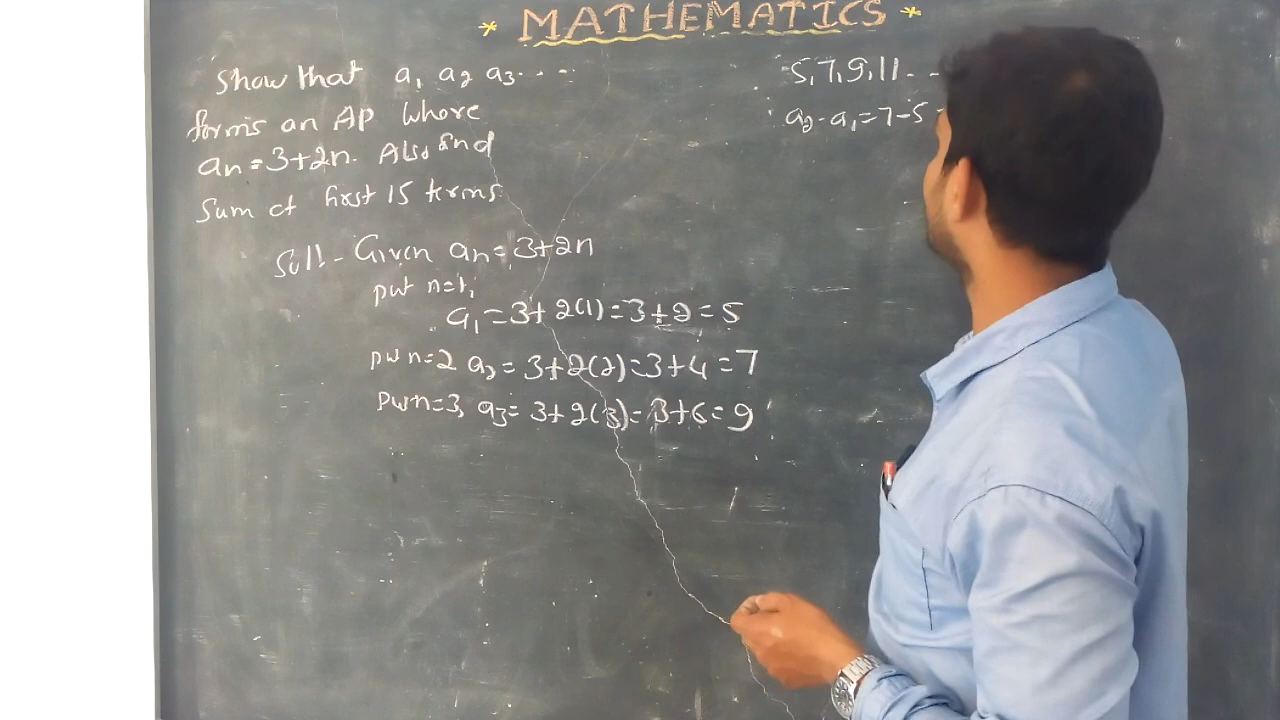 * MATHEMATICS *
Show that a₁ a₂ a₃ - - -
forms an AP Whore
an = 3+2n. Also find
Sum of first 15 terms.
Soll - Given an = 3+2n
put n=1,
a₁ = 3+2(1) = 3+2 = 5
put n=2 a₂ = 3+2(2) = 3+4 = 7
put n=3, a₃ = 3+2(3) = 3+6 = 9
5,7,9,11 - -
a₂-a₁ = 7-5 =